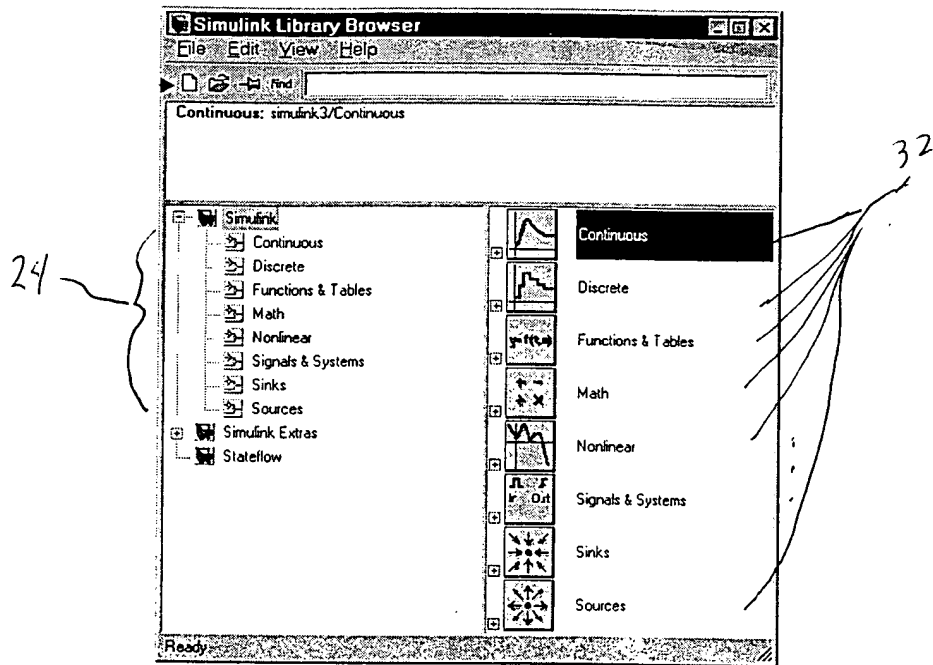 Simulink Library Browser
File Edit View Help
Find
Continuous: simulink3/Continuous
32
24
Simulink
Continuous
Discrete
Functions & Tables
Math
Nonlinear
Signals & Systems
Sinks
Sources
Simulink Extras
Stateflow
Continuous
Discrete
Functions & Tables
Math
Nonlinear
Signals & Systems
Sinks
Sources
Ready